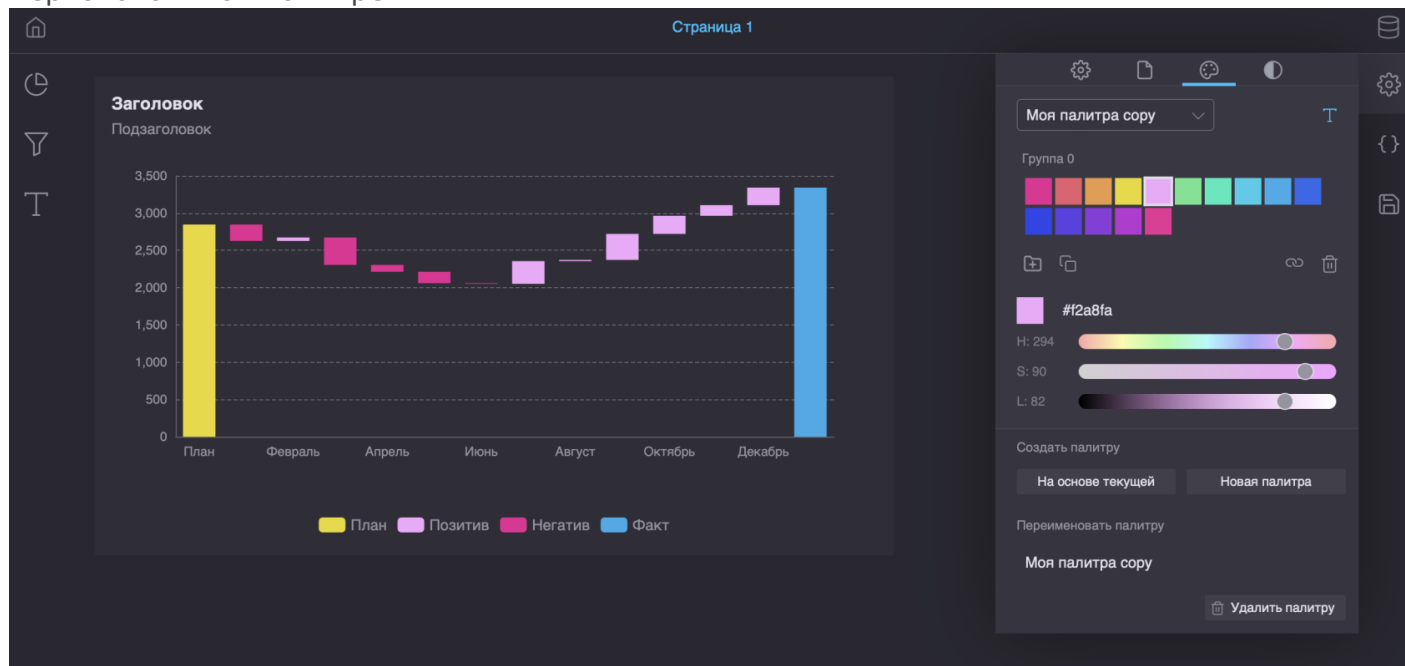 Страница 1
Заголовок
Подзаголовок
3,500
3,000
2,500
2,000
1,500
1,000
500
0
План Февраль Апрель Июнь Август Октябрь Декабрь
План Позитив Негатив Факт
Моя палитра copy
T
Группа 0
#f2a8fa
H: 294
S: 90
L: 82
Создать палитру
На основе текущей Новая палитра
Переименовать палитру
Моя палитра copy
Удалить палитру